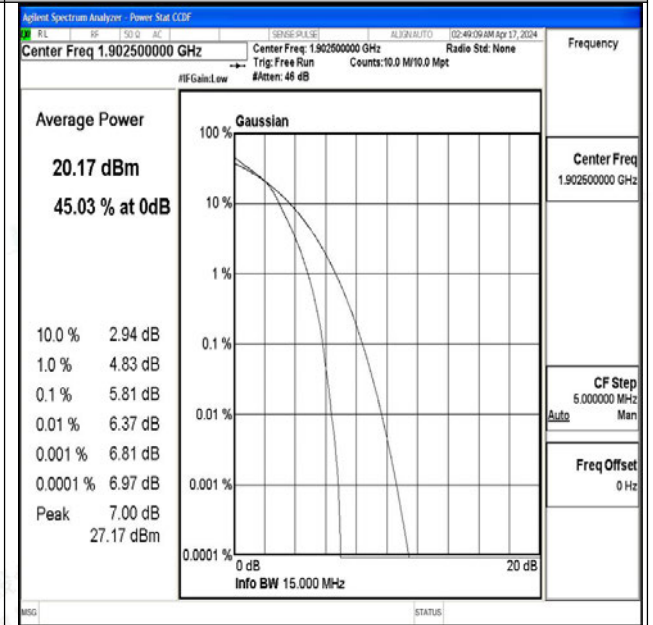 Agilent Spectrum Analyzer - Power Stat CCDF
RL RF 50 Ω AC SENSE:PULSE ALIGN AUTO 02:49:09 AM Apr 17, 2024
Center Freq 1.902500000 GHz
Center Freq: 1.902500000 GHz Radio Std: None
Trig: Free Run Counts:10.0 M/10.0 Mpt
#IFGain:Low #Atten: 46 dB
Frequency
Average Power
20.17 dBm
45.03 % at 0dB
10.0 % 2.94 dB
1.0 % 4.83 dB
0.1 % 5.81 dB
0.01 % 6.37 dB
0.001 % 6.81 dB
0.0001 % 6.97 dB
Peak 7.00 dB
27.17 dBm
Gaussian
100 %
10 %
1 %
0.1 %
0.01 %
0.001 %
0.0001 %
0 dB 20 dB
Info BW 15.000 MHz
Center Freq
1.902500000 GHz
CF Step
5.000000 MHz
Auto Man
Freq Offset
0 Hz
MSG STATUS